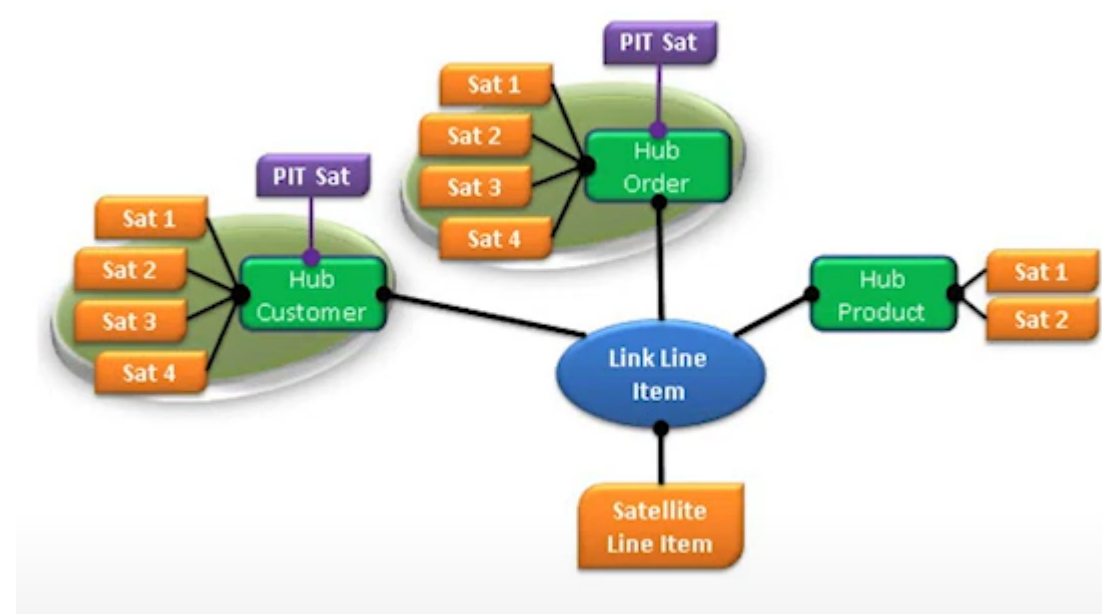 PIT Sat
Sat 1
Sat 2
Sat 3
Sat 4
Hub
Order
PIT Sat
Sat 1
Sat 2
Sat 3
Sat 4
Hub
Customer
Hub
Product
Sat 1
Sat 2
Link Line
Item
Satellite
Line Item